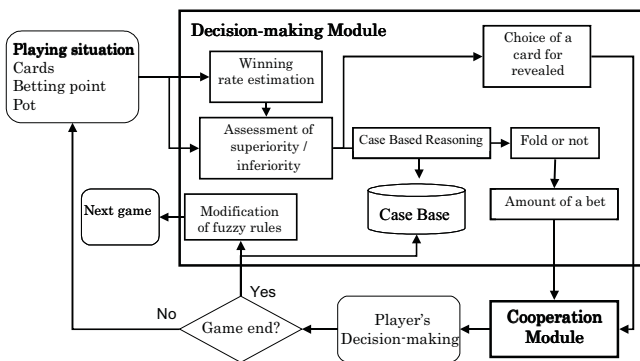 Decision-making Module
Playing situation
Cards
Betting point
Pot
Winning
rate estimation
Choice of a
card for
revealed
Assessment of
superiority /
inferiority
Case Based Reasoning
Fold or not
Case Base
Amount of a bet
Next game
Modification
of fuzzy rules
Yes
No
Game end?
Player's
Decision-making
Cooperation
Module